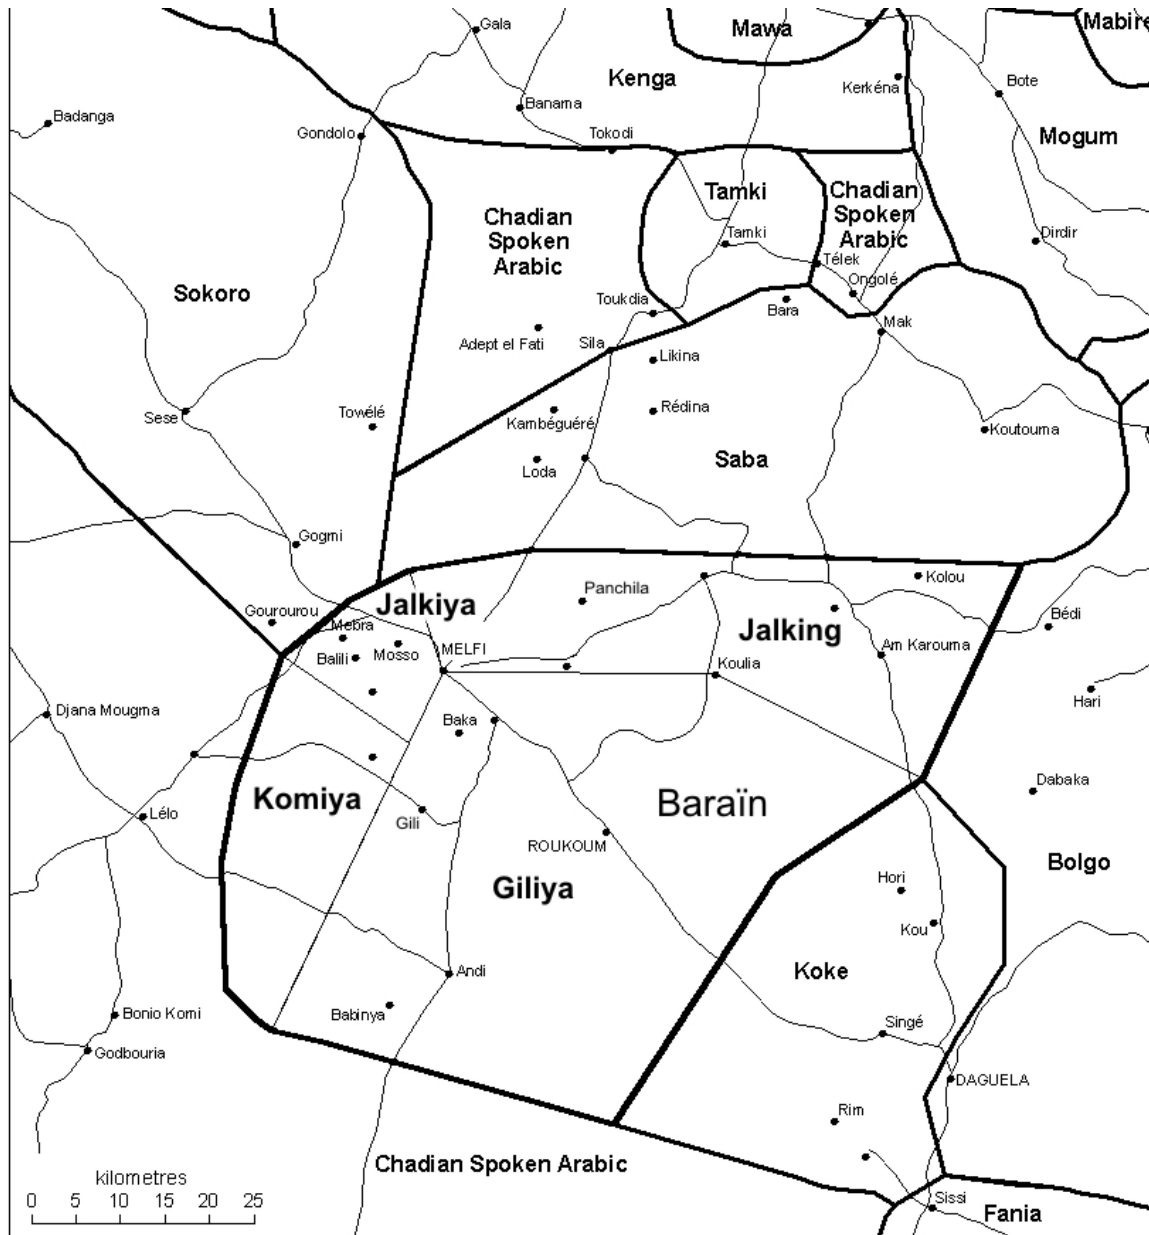 Gala
Mawa
Mabire
Kenga
Kerkéna
Bote
Badanga
Banama
Gondolo
Tokodi
Mogum
Tamki
Chadian
Spoken
Arabic
Chadian
Spoken
Arabic
Tamki
Dirdir
Télek
Sokoro
Ongolé
Toukdia
Bara
Mak
Adept el Fati
Sila
Likina
Sese
Towélé
Kambéguéré
Rédina
Koutouma
Loda
Saba
Gogmi
Kolou
Panchila
Gourourou
Jalkiya
Bédi
Mebra
Jalking
Balili
Mosso
MELFI
Am Karouma
Koulia
Hari
Djana Mougma
Baka
Dabaka
Komiya
Baraïn
Lélo
Gili
ROUKOUM
Bolgo
Giliya
Hori
Kou
Koke
Andi
Babinya
Bonio Komi
Singé
Godbouria
DAGUELA
Rim
Chadian Spoken Arabic
kilometres
0 5 10 15 20 25
Sissi
Fania